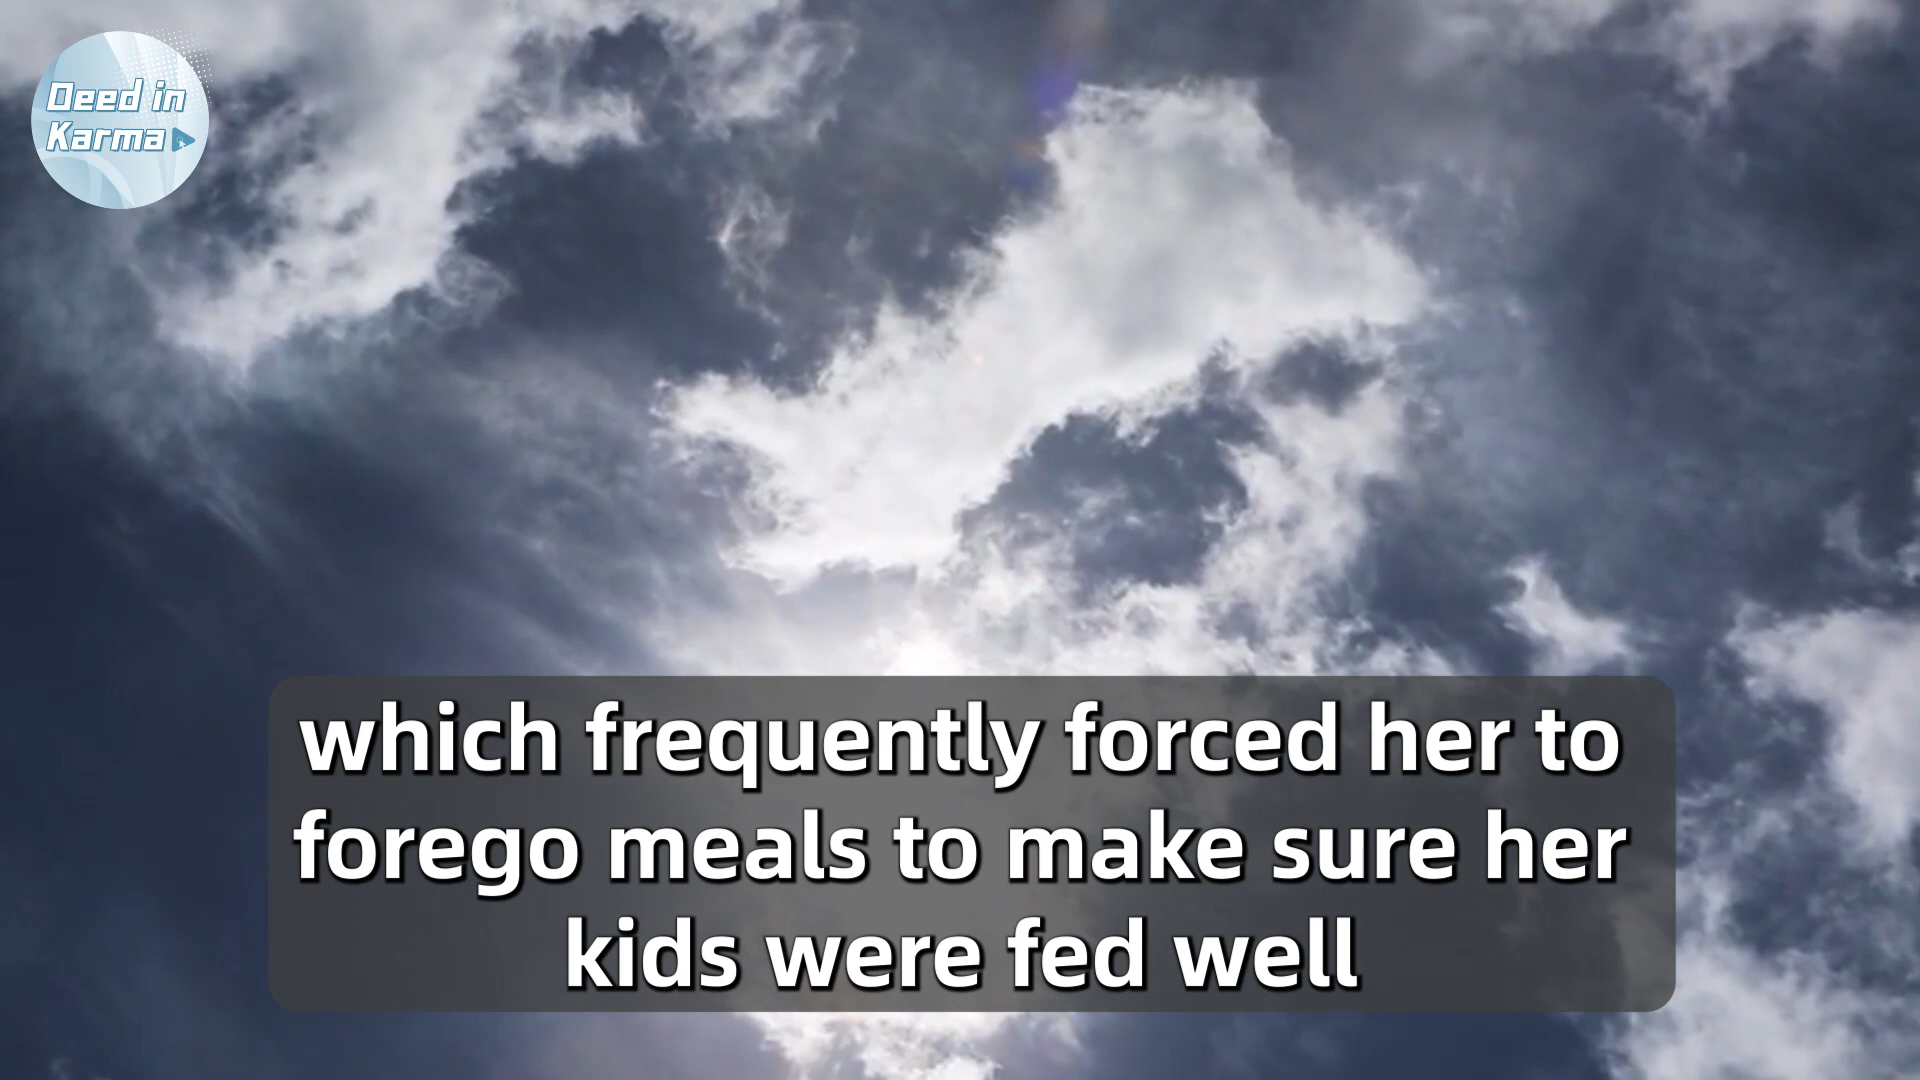 Deed in
Karma
which frequently forced her to
forego meals to make sure her
kids were fed well